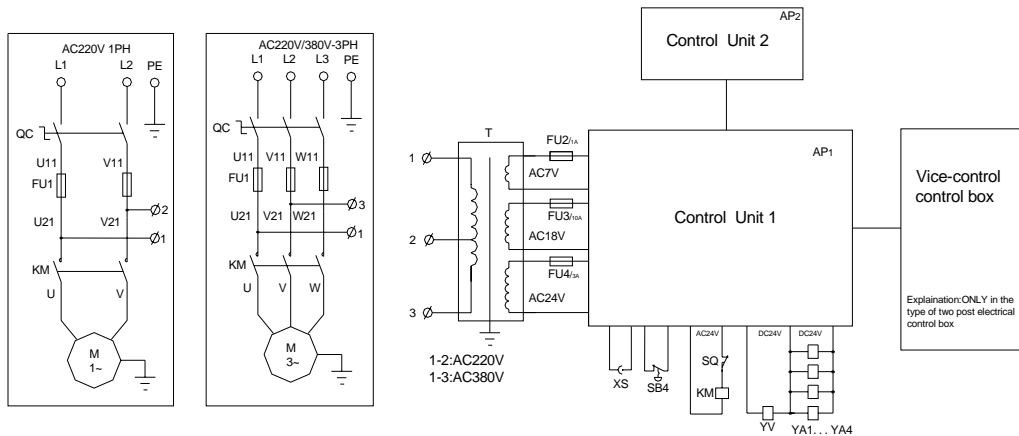 AC220V 1PH
L1 L2 PE
QC
U11 V11
FU1
U21 V21
2
1
KM
U V
M
1~
AC220V/380V-3PH
L1 L2 L3 PE
QC
U11 V11 W11
FU1
U21 V21 W21
3
1
KM
U V W
M
3~
T
1
2
3
FU2/1A
AC7V
FU3/10A
AC18V
FU4/3A
AC24V
1-2:AC220V
1-3:AC380V
AP2
Control Unit 2
AP1
Control Unit 1
Vice-control
control box
Explaination:ONLY in the
type of two post electrical
control box
AC24V DC24V DC24V
XS
SB4
SQ
KM
YV
YA1...YA4